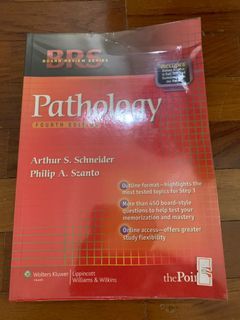 BRS
BOARD REVIEW SERIES
INCLUDES
Pathology
FOURTH EDITION
Arthur S. Schneider
Philip A. Szanto
Outline format—highlights
the most tested topics for Step 1
More than 450 board-style
questions to help test your
memorization and mastery
Online access—offers greater
study flexibility
Wolters Kluwer
Lippincott
Williams & Wilkins
thePoint